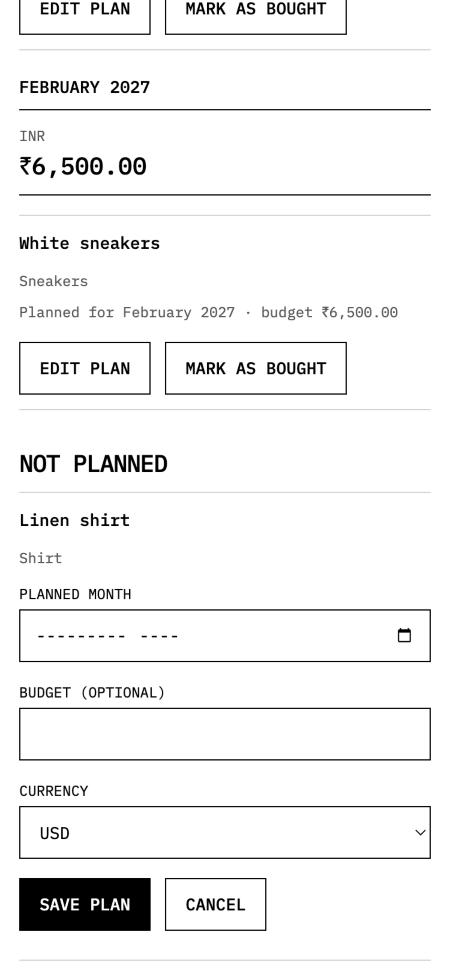 EDIT PLAN MARK AS BOUGHT
FEBRUARY 2027
INR
₹6,500.00
White sneakers
Sneakers
Planned for February 2027 · budget ₹6,500.00
EDIT PLAN MARK AS BOUGHT
NOT PLANNED
Linen shirt
Shirt
PLANNED MONTH
--------- ----
BUDGET (OPTIONAL)
CURRENCY
USD
SAVE PLAN CANCEL